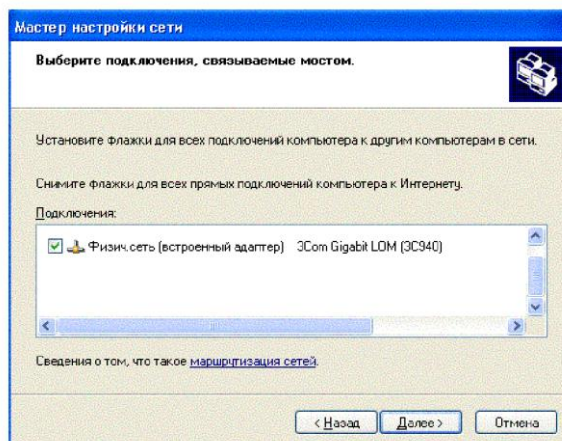 Мастер настройки сети
Выберите подключения, связываемые мостом.
Установите флажки для всех подключений компьютера к другим компьютерам в сети.
Снимите флажки для всех прямых подключений компьютера к Интернету.
Подключения:
Физич.сеть (встроенный адаптер) 3Com Gigabit LOM (3C940)
Сведения о том, что такое маршрутизация сетей.
< Назад Далее > Отмена